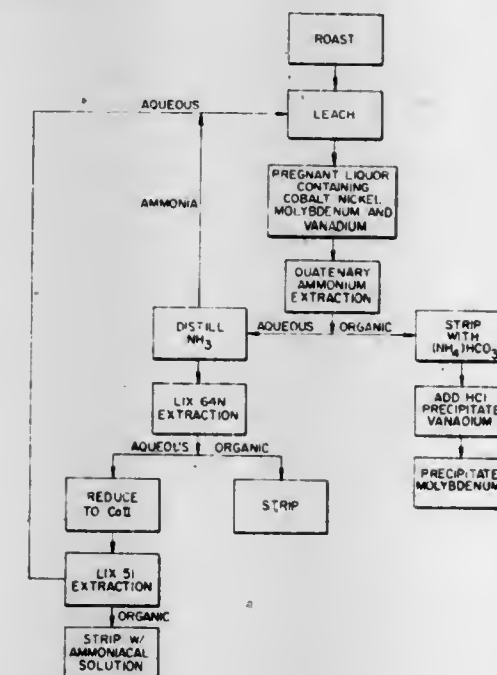 ROAST
AQUEOUS
LEACH
PREGNANT LIQUOR
CONTAINING
COBALT NICKEL
MOLYBDENUM AND
VANADIUM
AMMONIA
QUATENARY
AMMONIUM
EXTRACTION
DISTILL
NH3
AQUEOUS
ORGANIC
STRIP
WITH
(NH4)HCO3
LIX 64N
EXTRACTION
ADD HCl
PRECIPITATE
VANADIUM
AQUEOUS
ORGANIC
PRECIPITATE
MOLYBDENUM
REDUCE
TO CoII
STRIP
LIX 51
EXTRACTION
ORGANIC
STRIP W/
AMMONIACAL
SOLUTION